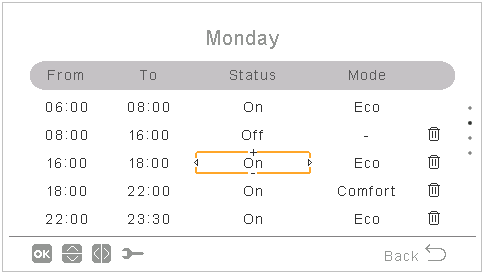 Monday
From To Status Mode
06:00 08:00 On Eco
08:00 16:00 Off -
16:00 18:00 On Eco
18:00 22:00 On Comfort
22:00 23:30 On Eco
OK Back